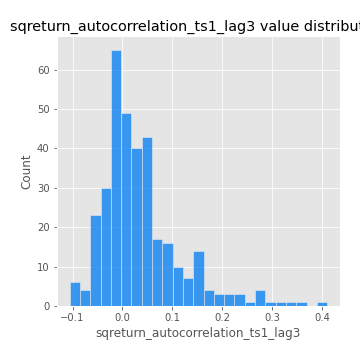 sqreturn_autocorrelation_ts1_lag3 value distribut
60
50
40
30
20
10
0
Count
−0.1 0.0 0.1 0.2 0.3 0.4
sqreturn_autocorrelation_ts1_lag3